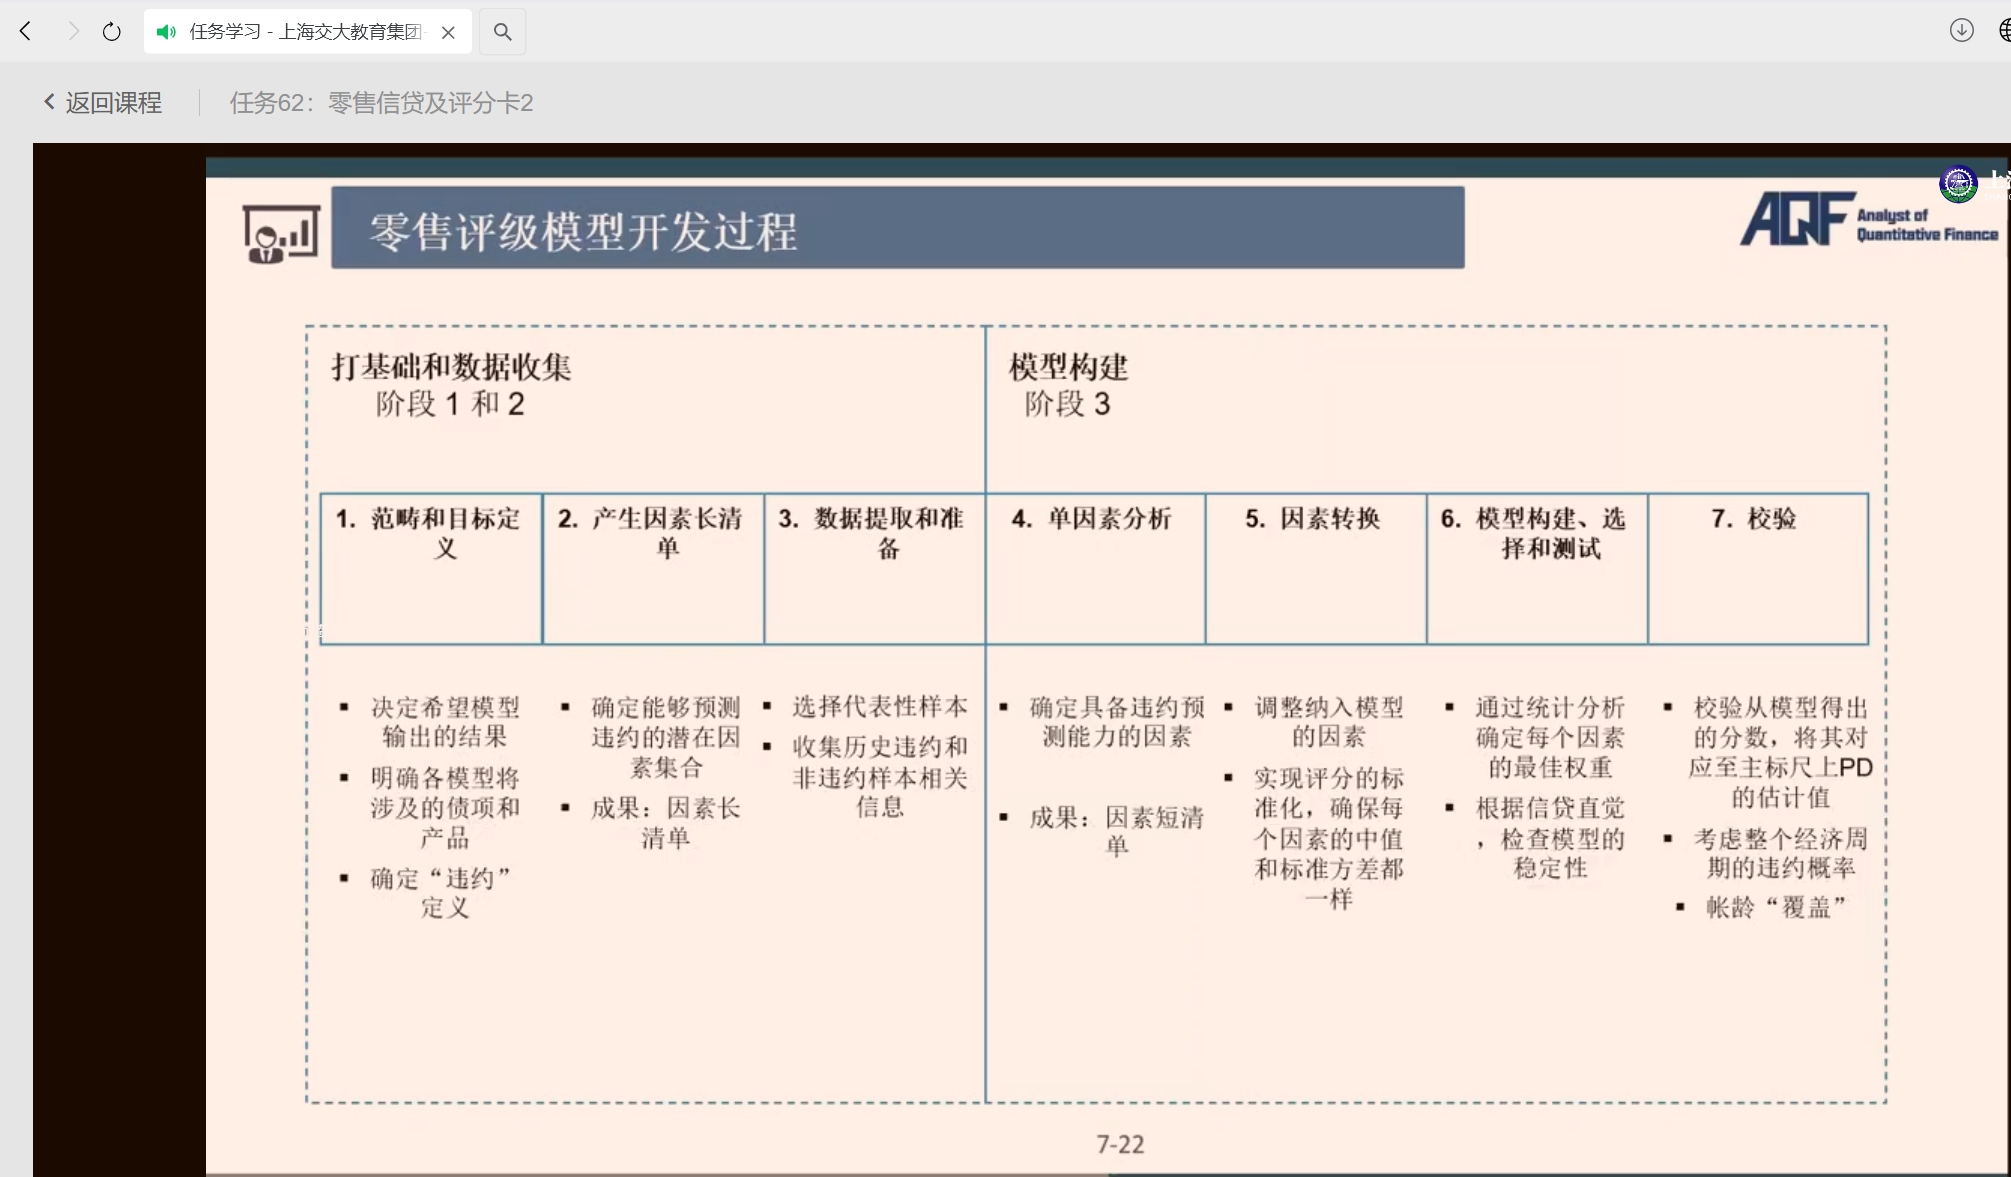 任务学习 - 上海交大教育集团
返回课程
任务62：零售信贷及评分卡2
零售评级模型开发过程
AQF
Analyst of
Quantitative Finance
打基础和数据收集
阶段 1 和 2
模型构建
阶段 3
1. 范畴和目标定
义
2. 产生因素长清
单
3. 数据提取和准
备
4. 单因素分析
5. 因素转换
6. 模型构建、选
择和测试
7. 校验
▪ 决定希望模型
输出的结果
▪ 明确各模型将
涉及的债项和
产品
▪ 确定“违约”
定义
▪ 确定能够预测
违约的潜在因
素集合
▪ 成果：因素长
清单
▪ 选择代表性样本
▪ 收集历史违约和
非违约样本相关
信息
▪ 确定具备违约预
测能力的因素
▪ 成果：因素短清
单
▪ 调整纳入模型
的因素
▪ 实现评分的标
准化，确保每
个因素的中值
和标准方差都
一样
▪ 通过统计分析
确定每个因素
的最佳权重
▪ 根据信贷直觉
，检查模型的
稳定性
▪ 校验从模型得出
的分数，将其对
应至主标尺上PD
的估计值
▪ 考虑整个经济周
期的违约概率
▪ 帐龄“覆盖”
7-22